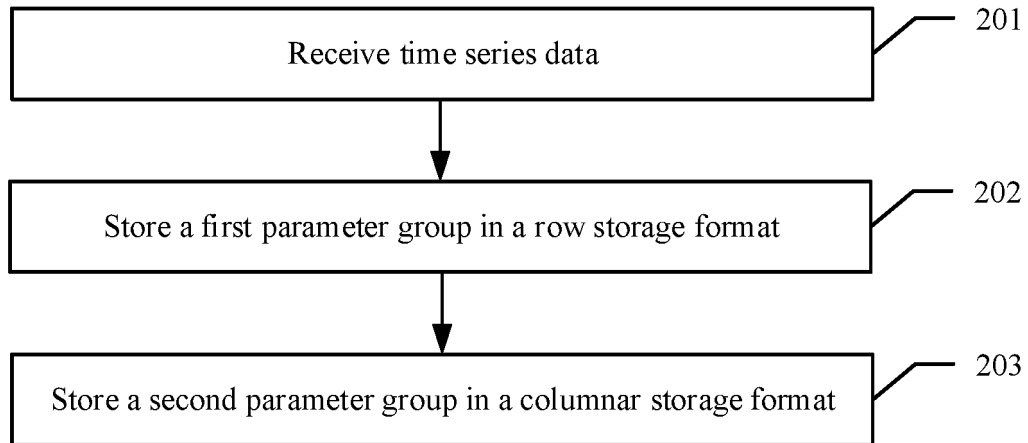 Receive time series data
201
Store a first parameter group in a row storage format
202
Store a second parameter group in a columnar storage format
203